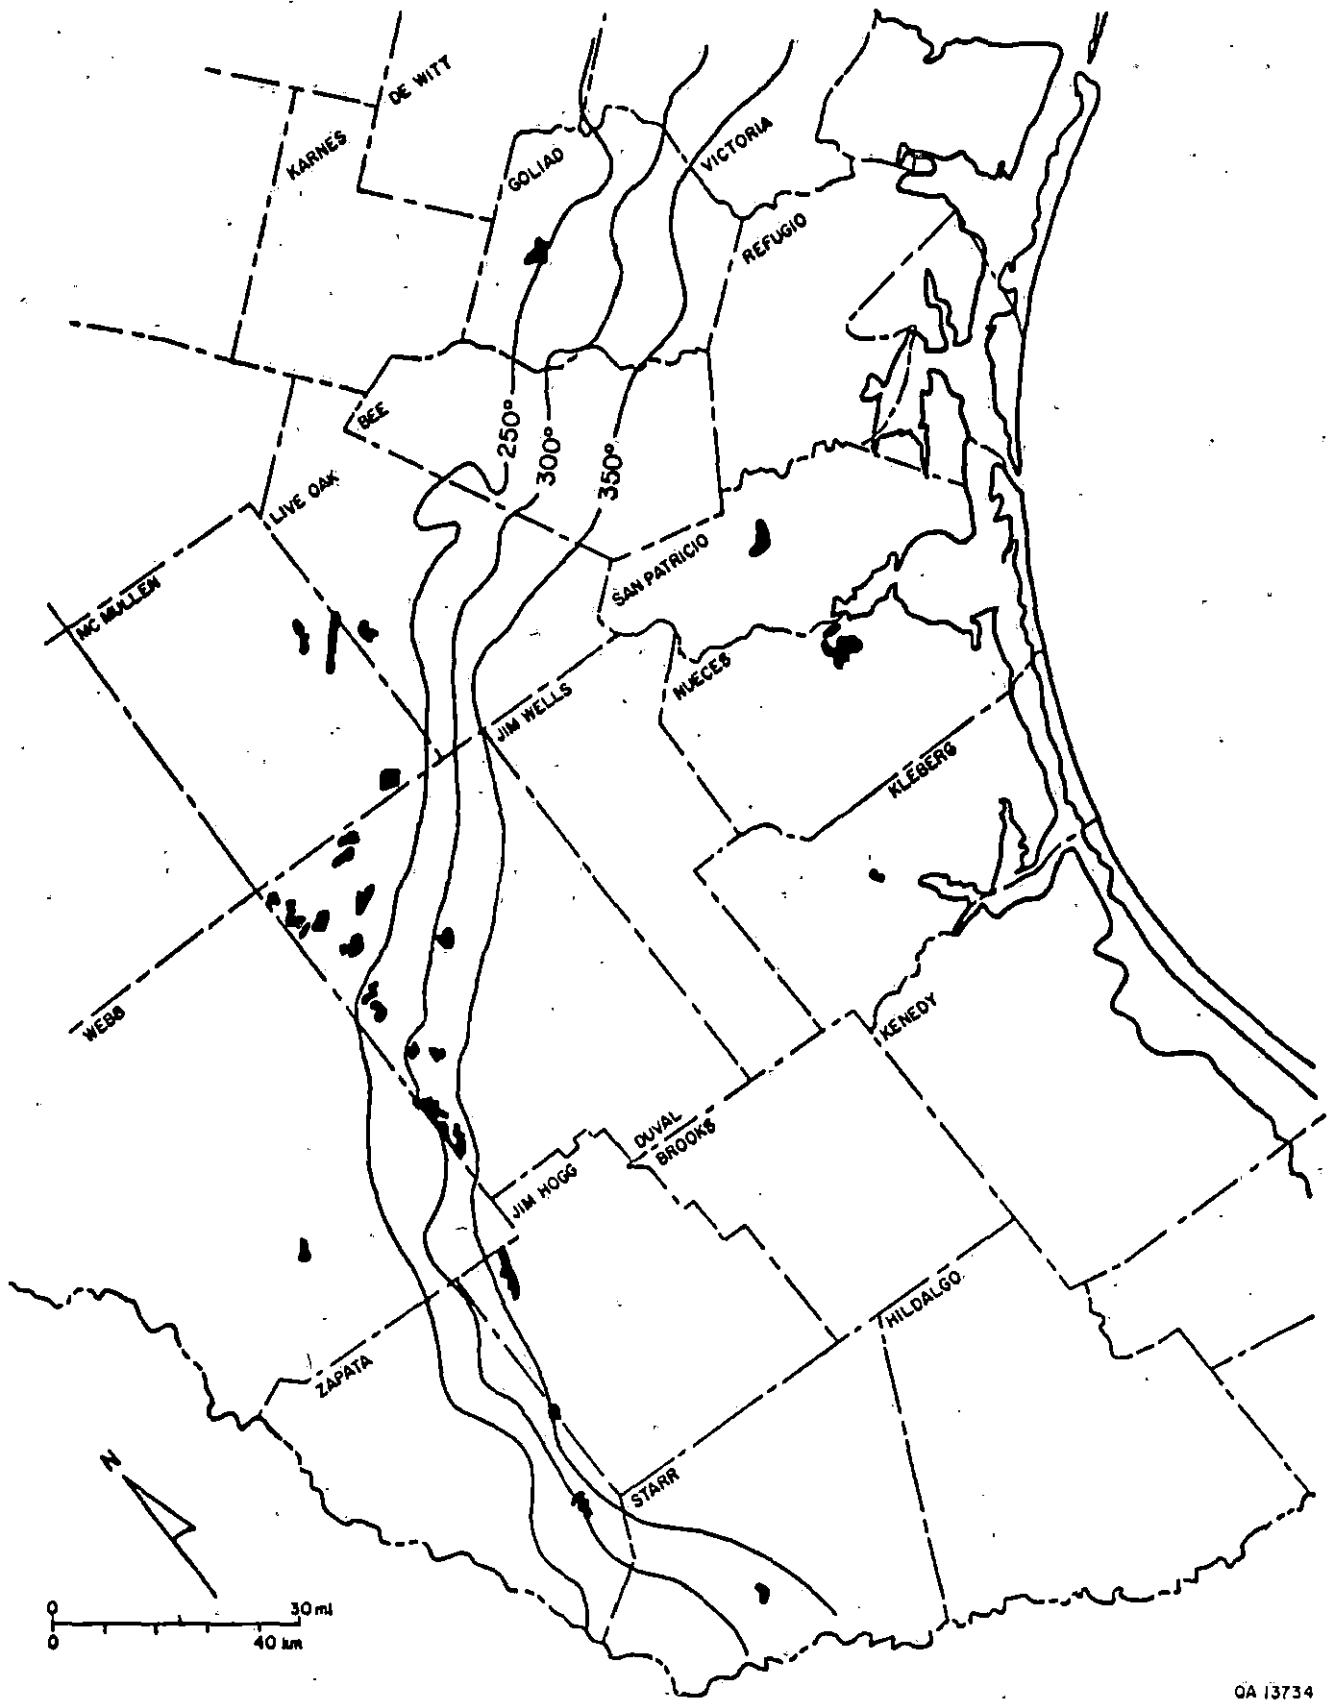 DE WITT
KARNES
GOLIAD
VICTORIA
REFUGIO
BEE
250°
300°
350°
LIVE OAK
MC MULLEN
SAN PATRICIO
NUECES
JIM WELLS
KLEBERG
WEBB
KENEDY
DUVAL
BROOKS
JIM HOGG
HILDALGO
ZAPATA
STARR
N
0 30 mi
0 40 km
QA 13734